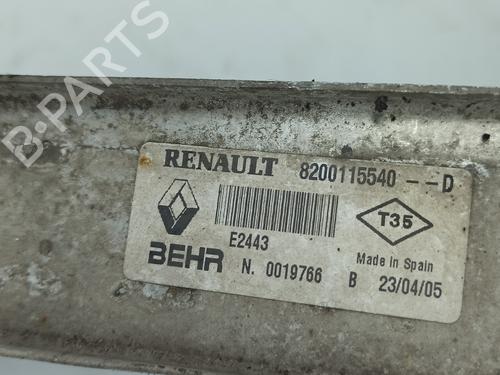 B-PARTS
RENAULT 8200115540 --D
T35
E2443
Made in Spain
BEHR N. 0019766 B 23/04/05